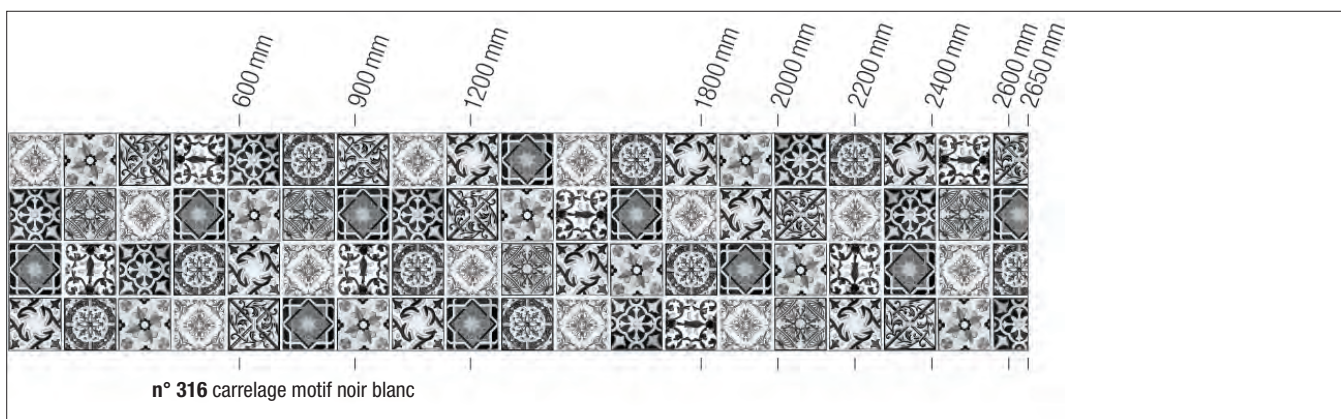 600 mm
900 mm
1200 mm
1800 mm
2000 mm
2200 mm
2400 mm
2600 mm
2650 mm
n° 316 carrelage motif noir blanc